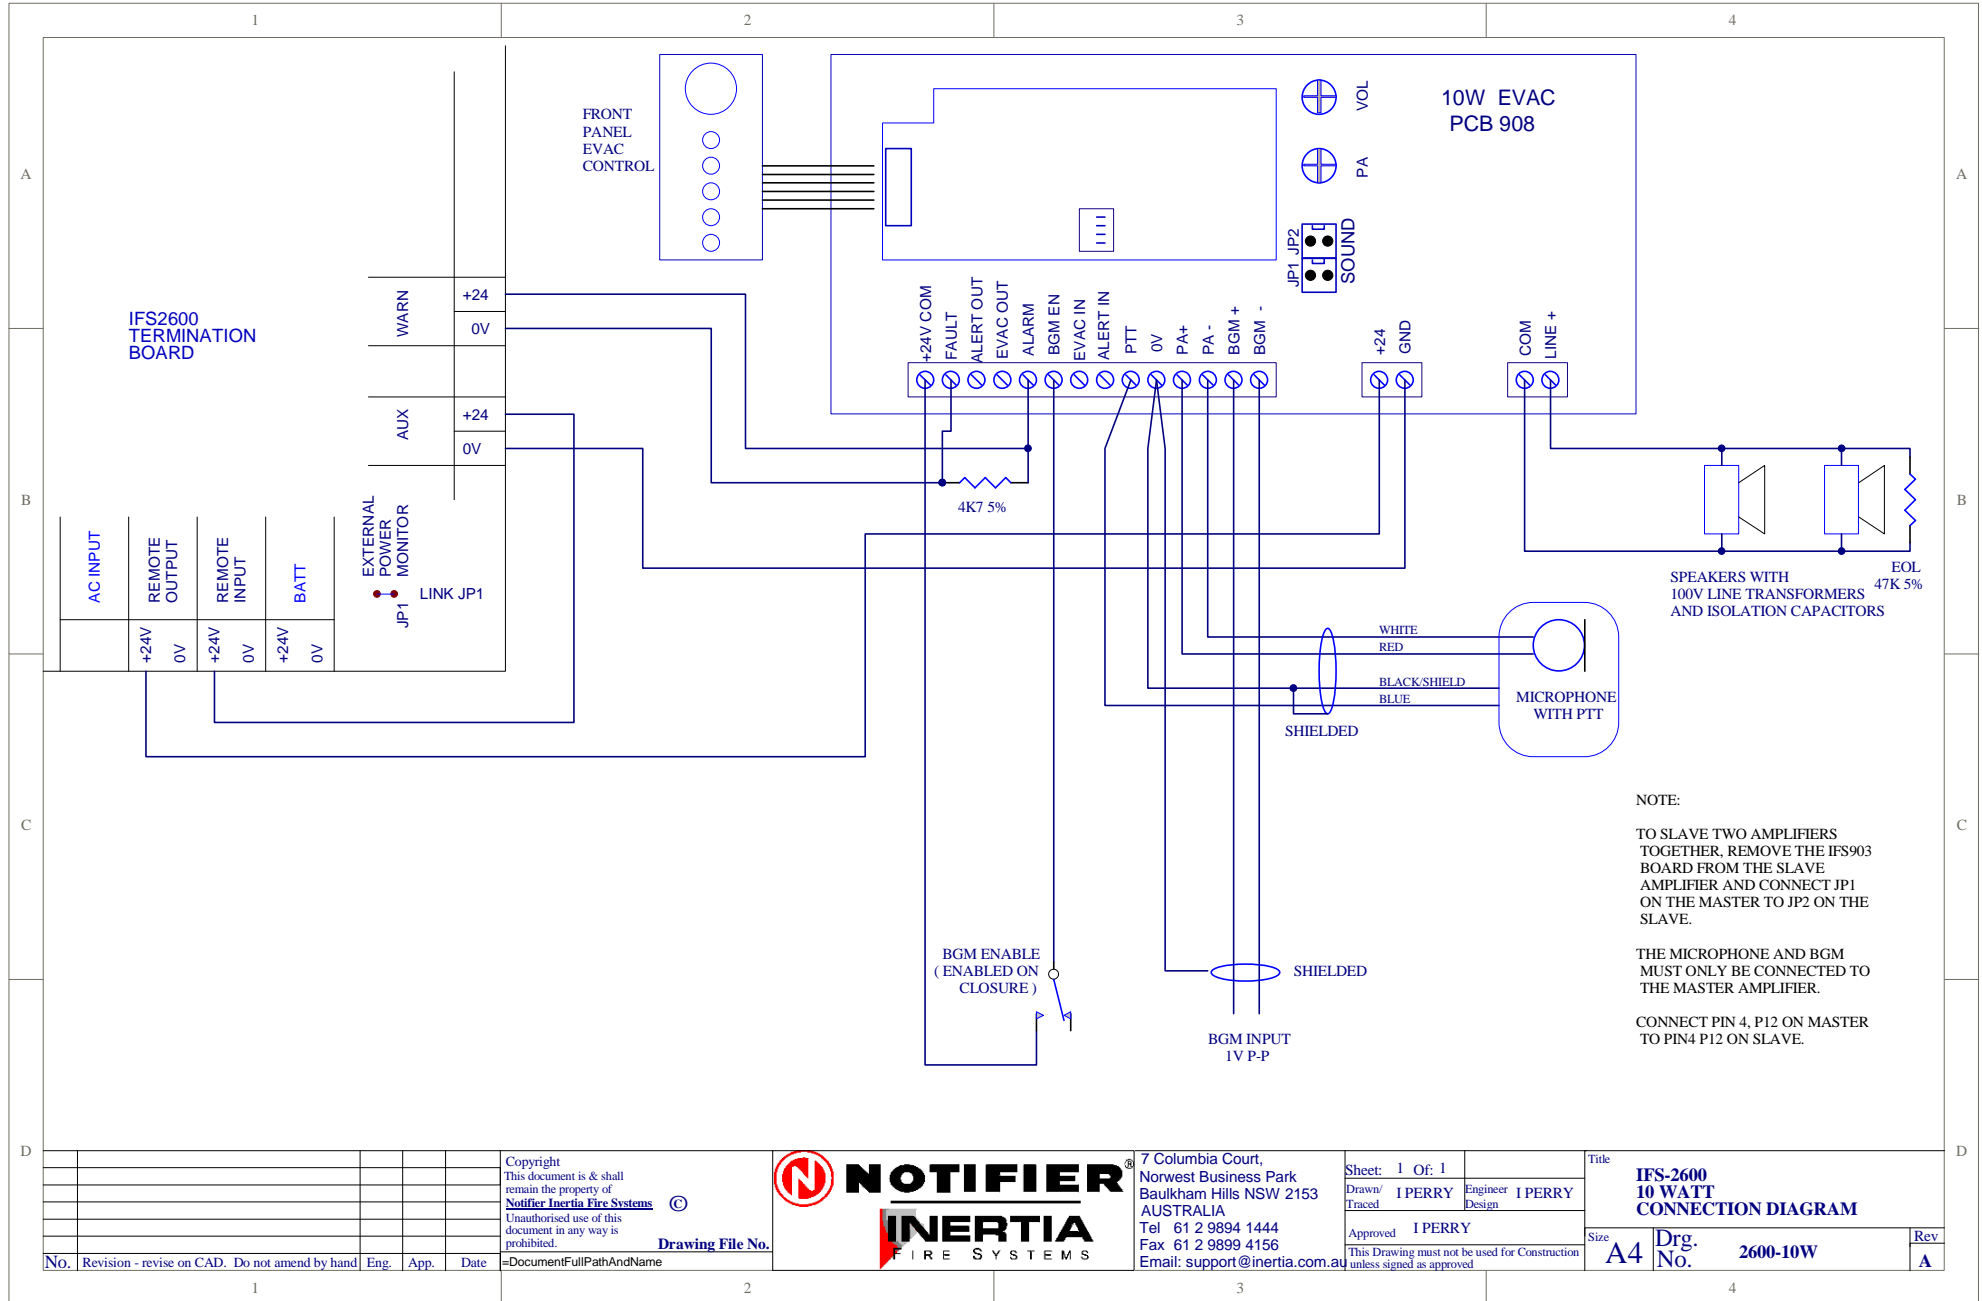 1
2
3
4
A
A
B
B
C
C
D
D
1
2
3
4
FRONT
PANEL
EVAC
CONTROL
10W EVAC
PCB 908
VOL
PA
JP1 JP2
SOUND
IFS2600
TERMINATION
BOARD
WARN
+24
0V
AUX
+24
0V
+24V COM
FAULT
ALERT OUT
EVAC OUT
ALARM
BGM EN
EVAC IN
ALERT IN
PTT
0V
PA+
PA -
BGM +
BGM -
+24
GND
COM
LINE +
4K7 5%
AC INPUT
REMOTE
OUTPUT
REMOTE
INPUT
BATT
EXTERNAL
POWER
MONITOR
JP1
LINK JP1
+24V
0V
+24V
0V
+24V
0V
EOL
47K 5%
SPEAKERS WITH
100V LINE TRANSFORMERS
AND ISOLATION CAPACITORS
WHITE
RED
BLACK/SHIELD
BLUE
SHIELDED
MICROPHONE
WITH PTT
NOTE:
TO SLAVE TWO AMPLIFIERS
TOGETHER, REMOVE THE IFS903
BOARD FROM THE SLAVE
AMPLIFIER AND CONNECT JP1
ON THE MASTER TO JP2 ON THE
SLAVE.
THE MICROPHONE AND BGM
MUST ONLY BE CONNECTED TO
THE MASTER AMPLIFIER.
CONNECT PIN 4, P12 ON MASTER
TO PIN4 P12 ON SLAVE.
BGM ENABLE
( ENABLED ON
CLOSURE )
SHIELDED
BGM INPUT
1V P-P
No.
Revision - revise on CAD. Do not amend by hand
Eng.
App.
Date
Copyright
This document is & shall
remain the property of
Notifier Inertia Fire Systems ©
Unauthorised use of this
document in any way is
prohibited.
Drawing File No.
=DocumentFullPathAndName
N NOTIFIER®
INERTIA
FIRE SYSTEMS
7 Columbia Court,
Norwest Business Park
Baulkham Hills NSW 2153
AUSTRALIA
Tel 61 2 9894 1444
Fax 61 2 9899 4156
Email: support@inertia.com.au
Sheet: 1 Of: 1
Drawn/
Traced
I PERRY
Engineer
Design
I PERRY
Approved I PERRY
This Drawing must not be used for Construction
unless signed as approved
Title
IFS-2600
10 WATT
CONNECTION DIAGRAM
Size
A4
Drg.
No.
2600-10W
Rev
A